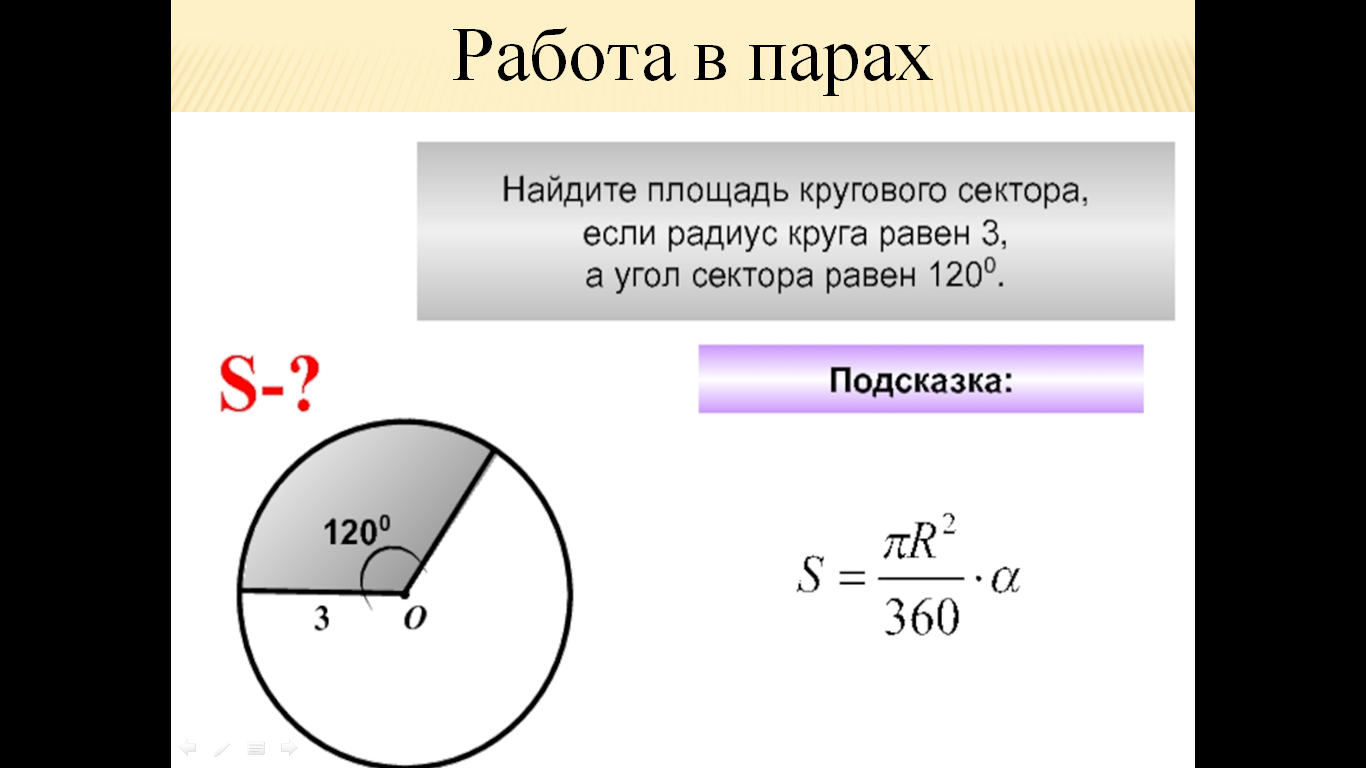 Работа в парах
Найдите площадь кругового сектора,
если радиус круга равен 3,
а угол сектора равен 120⁰.
S-?
Подсказка:
120⁰
3
O
S = πR²/360 · α